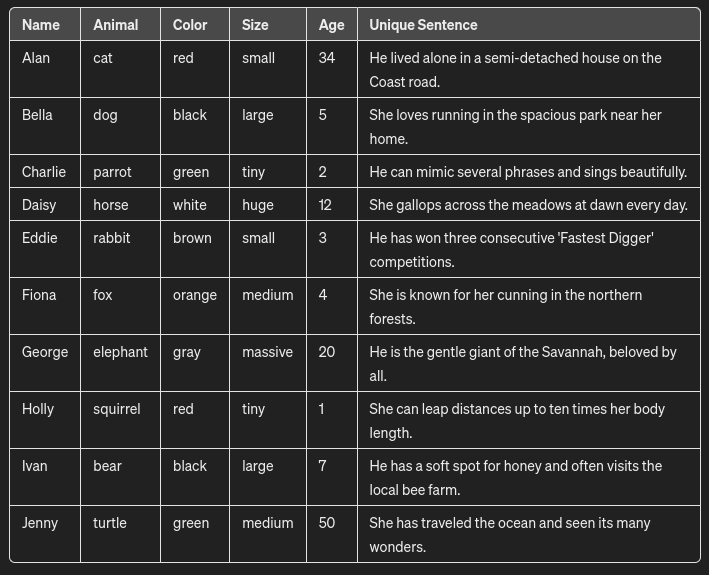 Name Animal Color Size Age Unique Sentence
Alan cat red small 34 He lived alone in a semi-detached house on the
Coast road.
Bella dog black large 5 She loves running in the spacious park near her
home.
Charlie parrot green tiny 2 He can mimic several phrases and sings beautifully.
Daisy horse white huge 12 She gallops across the meadows at dawn every day.
Eddie rabbit brown small 3 He has won three consecutive 'Fastest Digger'
competitions.
Fiona fox orange medium 4 She is known for her cunning in the northern
forests.
George elephant gray massive 20 He is the gentle giant of the Savannah, beloved by
all.
Holly squirrel red tiny 1 She can leap distances up to ten times her body
length.
Ivan bear black large 7 He has a soft spot for honey and often visits the
local bee farm.
Jenny turtle green medium 50 She has traveled the ocean and seen its many
wonders.